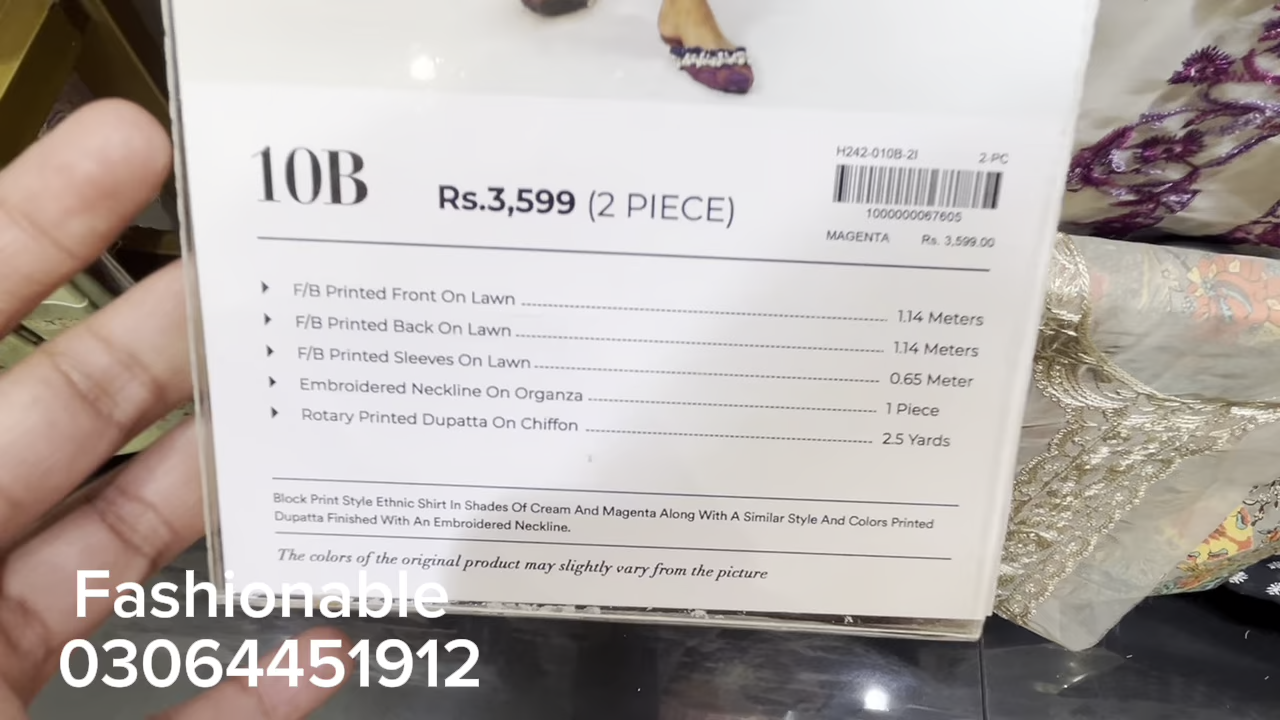 10B
Rs.3,599 (2 PIECE)
H242-010B-2I 2-PC
1000000067605
MAGENTA Rs. 3,599.00
F/B Printed Front On Lawn 1.14 Meters
F/B Printed Back On Lawn 1.14 Meters
F/B Printed Sleeves On Lawn 0.65 Meter
Embroidered Neckline On Organza 1 Piece
Rotary Printed Dupatta On Chiffon 2.5 Yards
Block Print Style Ethnic Shirt In Shades Of Cream And Magenta Along With A Similar Style And Colors Printed
Dupatta Finished With An Embroidered Neckline.
The colors of the original product may slightly vary from the picture
Fashionable
03064451912